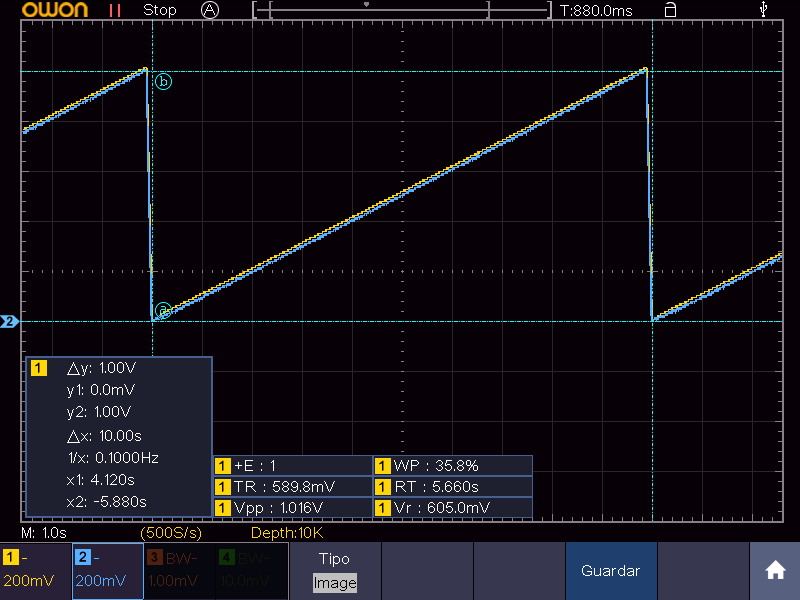 OWON Stop A T:880.0ms
b
a
2
1 △y: 1.00V
y1: 0.0mV
y2: 1.00V
△x: 10.00s
1/x: 0.1000Hz
x1: 4.120s
x2: -5.880s
1 +E : 1 1 WP : 35.8%
1 TR : 589.8mV 1 RT : 5.660s
1 Vpp : 1.016V 1 Vr : 605.0mV
M: 1.0s (500S/s) Depth:10K
1 - 2 - 3 BW- 4 BW- Tipo
200mV 200mV 1.00mV 10.0mV Image Guardar